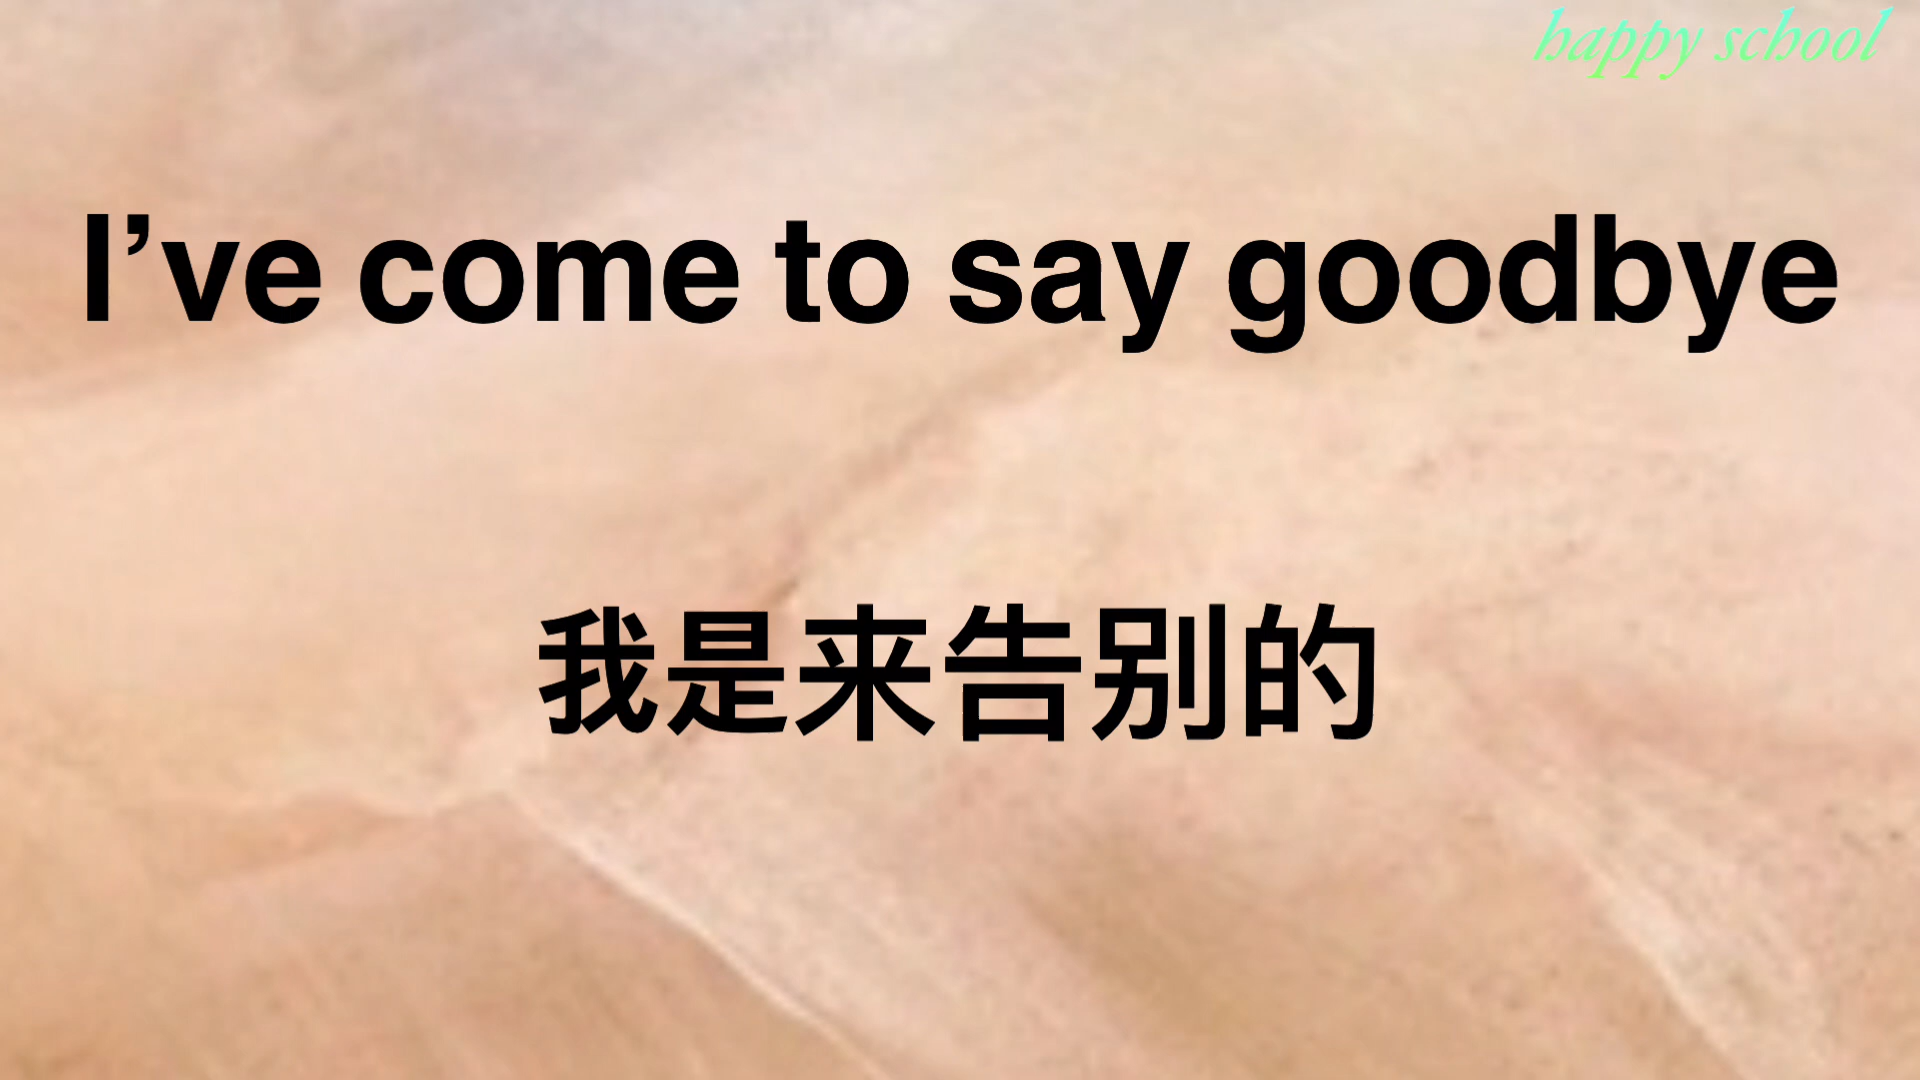 happy school
I’ve come to say goodbye
我是来告别的